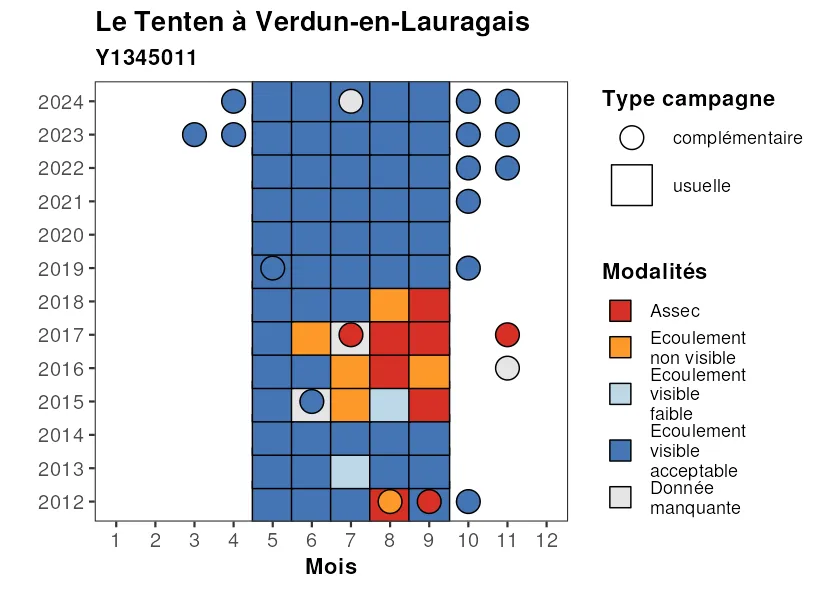 Le Tenten à Verdun-en-Lauragais
Y1345011
2024
2023
2022
2021
2020
2019
2018
2017
2016
2015
2014
2013
2012
1 2 3 4 5 6 7 8 9 10 11 12
Mois
Type campagne
complémentaire
usuelle
Modalités
Assec
Ecoulement
non visible
Ecoulement
visible
faible
Ecoulement
visible
acceptable
Donnée
manquante